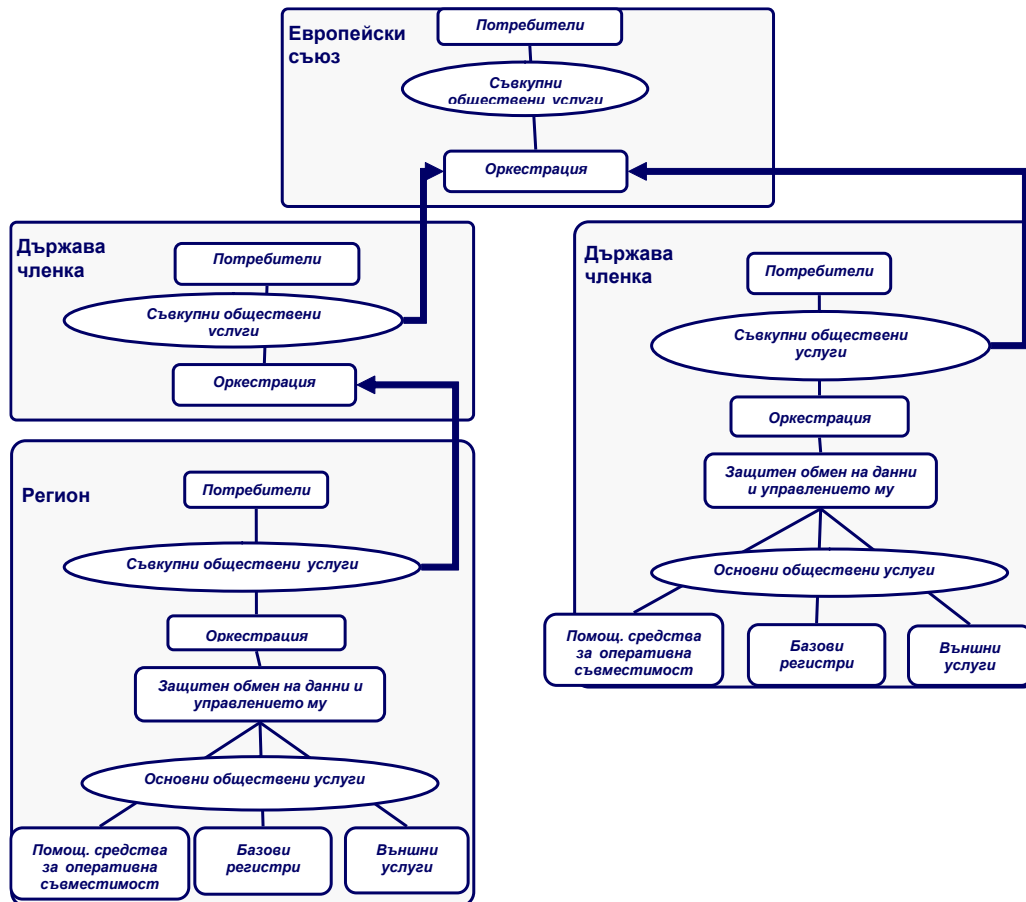 Европейски
съюз
Потребители
Съвкупни
обществени услуги
Оркестрация
Държава
членка
Потребители
Съвкупни обществени
услуги
Оркестрация
Държава
членка
Потребители
Съвкупни обществени
услуги
Оркестрация
Защитен обмен на данни
и управлението му
Основни обществени услуги
Помощ. средства
за оперативна
съвместимост
Базови
регистри
Външни
услуги
Регион
Потребители
Съвкупни обществени услуги
Оркестрация
Защитен обмен на данни и
управлението му
Основни обществени услуги
Помощ. средства
за оперативна
съвместимост
Базови
регистри
Външни
услуги